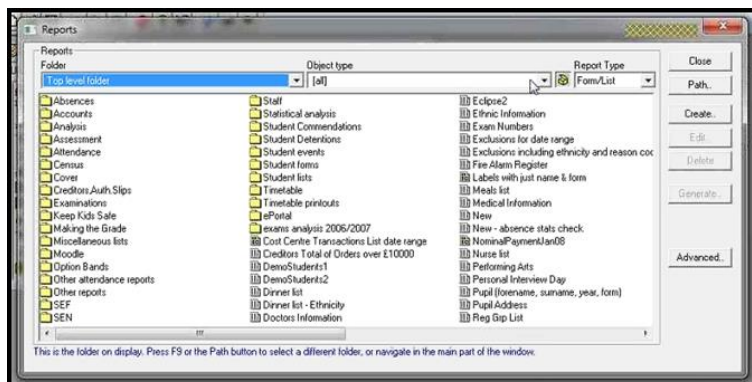 Reports
Reports
Folder
Object type
Report Type
Top level folder
[all]
Form/List
Absences
Accounts
Analysis
Assessment
Attendance
Census
Cover
Creditors,Auth.Slips
Examinations
Keep Kids Safe
Making the Grade
Miscellaneous lists
Moodle
Option Bands
Other attendance reports
Other reports
SEF
SEN
Staff
Statistical analysis
Student Commendations
Student Detentions
Student events
Student forms
Student lists
Timetable
Timetable printouts
ePortal
exams analysis 2006/2007
Cost Centre Transactions List date range
Creditors Total of Orders over £10000
DemoStudents1
DemoStudents2
Dinner list
Dinner list - Ethnicity
Doctors Information
Eclipse2
Ethnic Information
Exam Numbers
Exclusions for date range
Exclusions including ethnicity and reason coc
Fire Alarm Register
Labels with just name & form
Meals list
Medical Information
New
New - absence stats check
NominalPaymentJan08
Nurse list
Performing Arts
Personal Interview Day
Pupil (forename, surname, year, form)
Pupil Address
Reg Grp List
Close
Path..
Create..
Edit..
Delete
Generate..
Advanced..
This is the folder on display. Press F9 or the Path button to select a different folder, or navigate in the main part of the window.